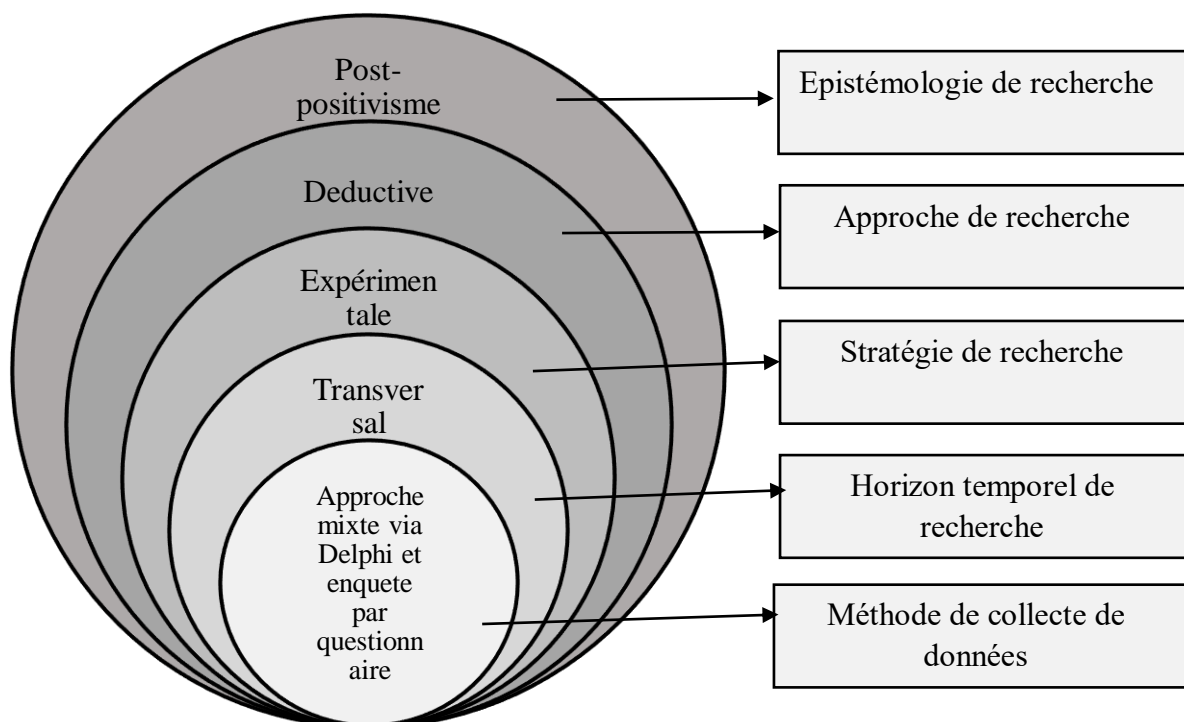 Post-
positivisme
Epistémologie de recherche
Deductive
Approche de recherche
Expérimen
tale
Stratégie de recherche
Transver
sal
Horizon temporel de
recherche
Approche
mixte via
Delphi et
enquete
par
questionn
aire
Méthode de collecte de
données